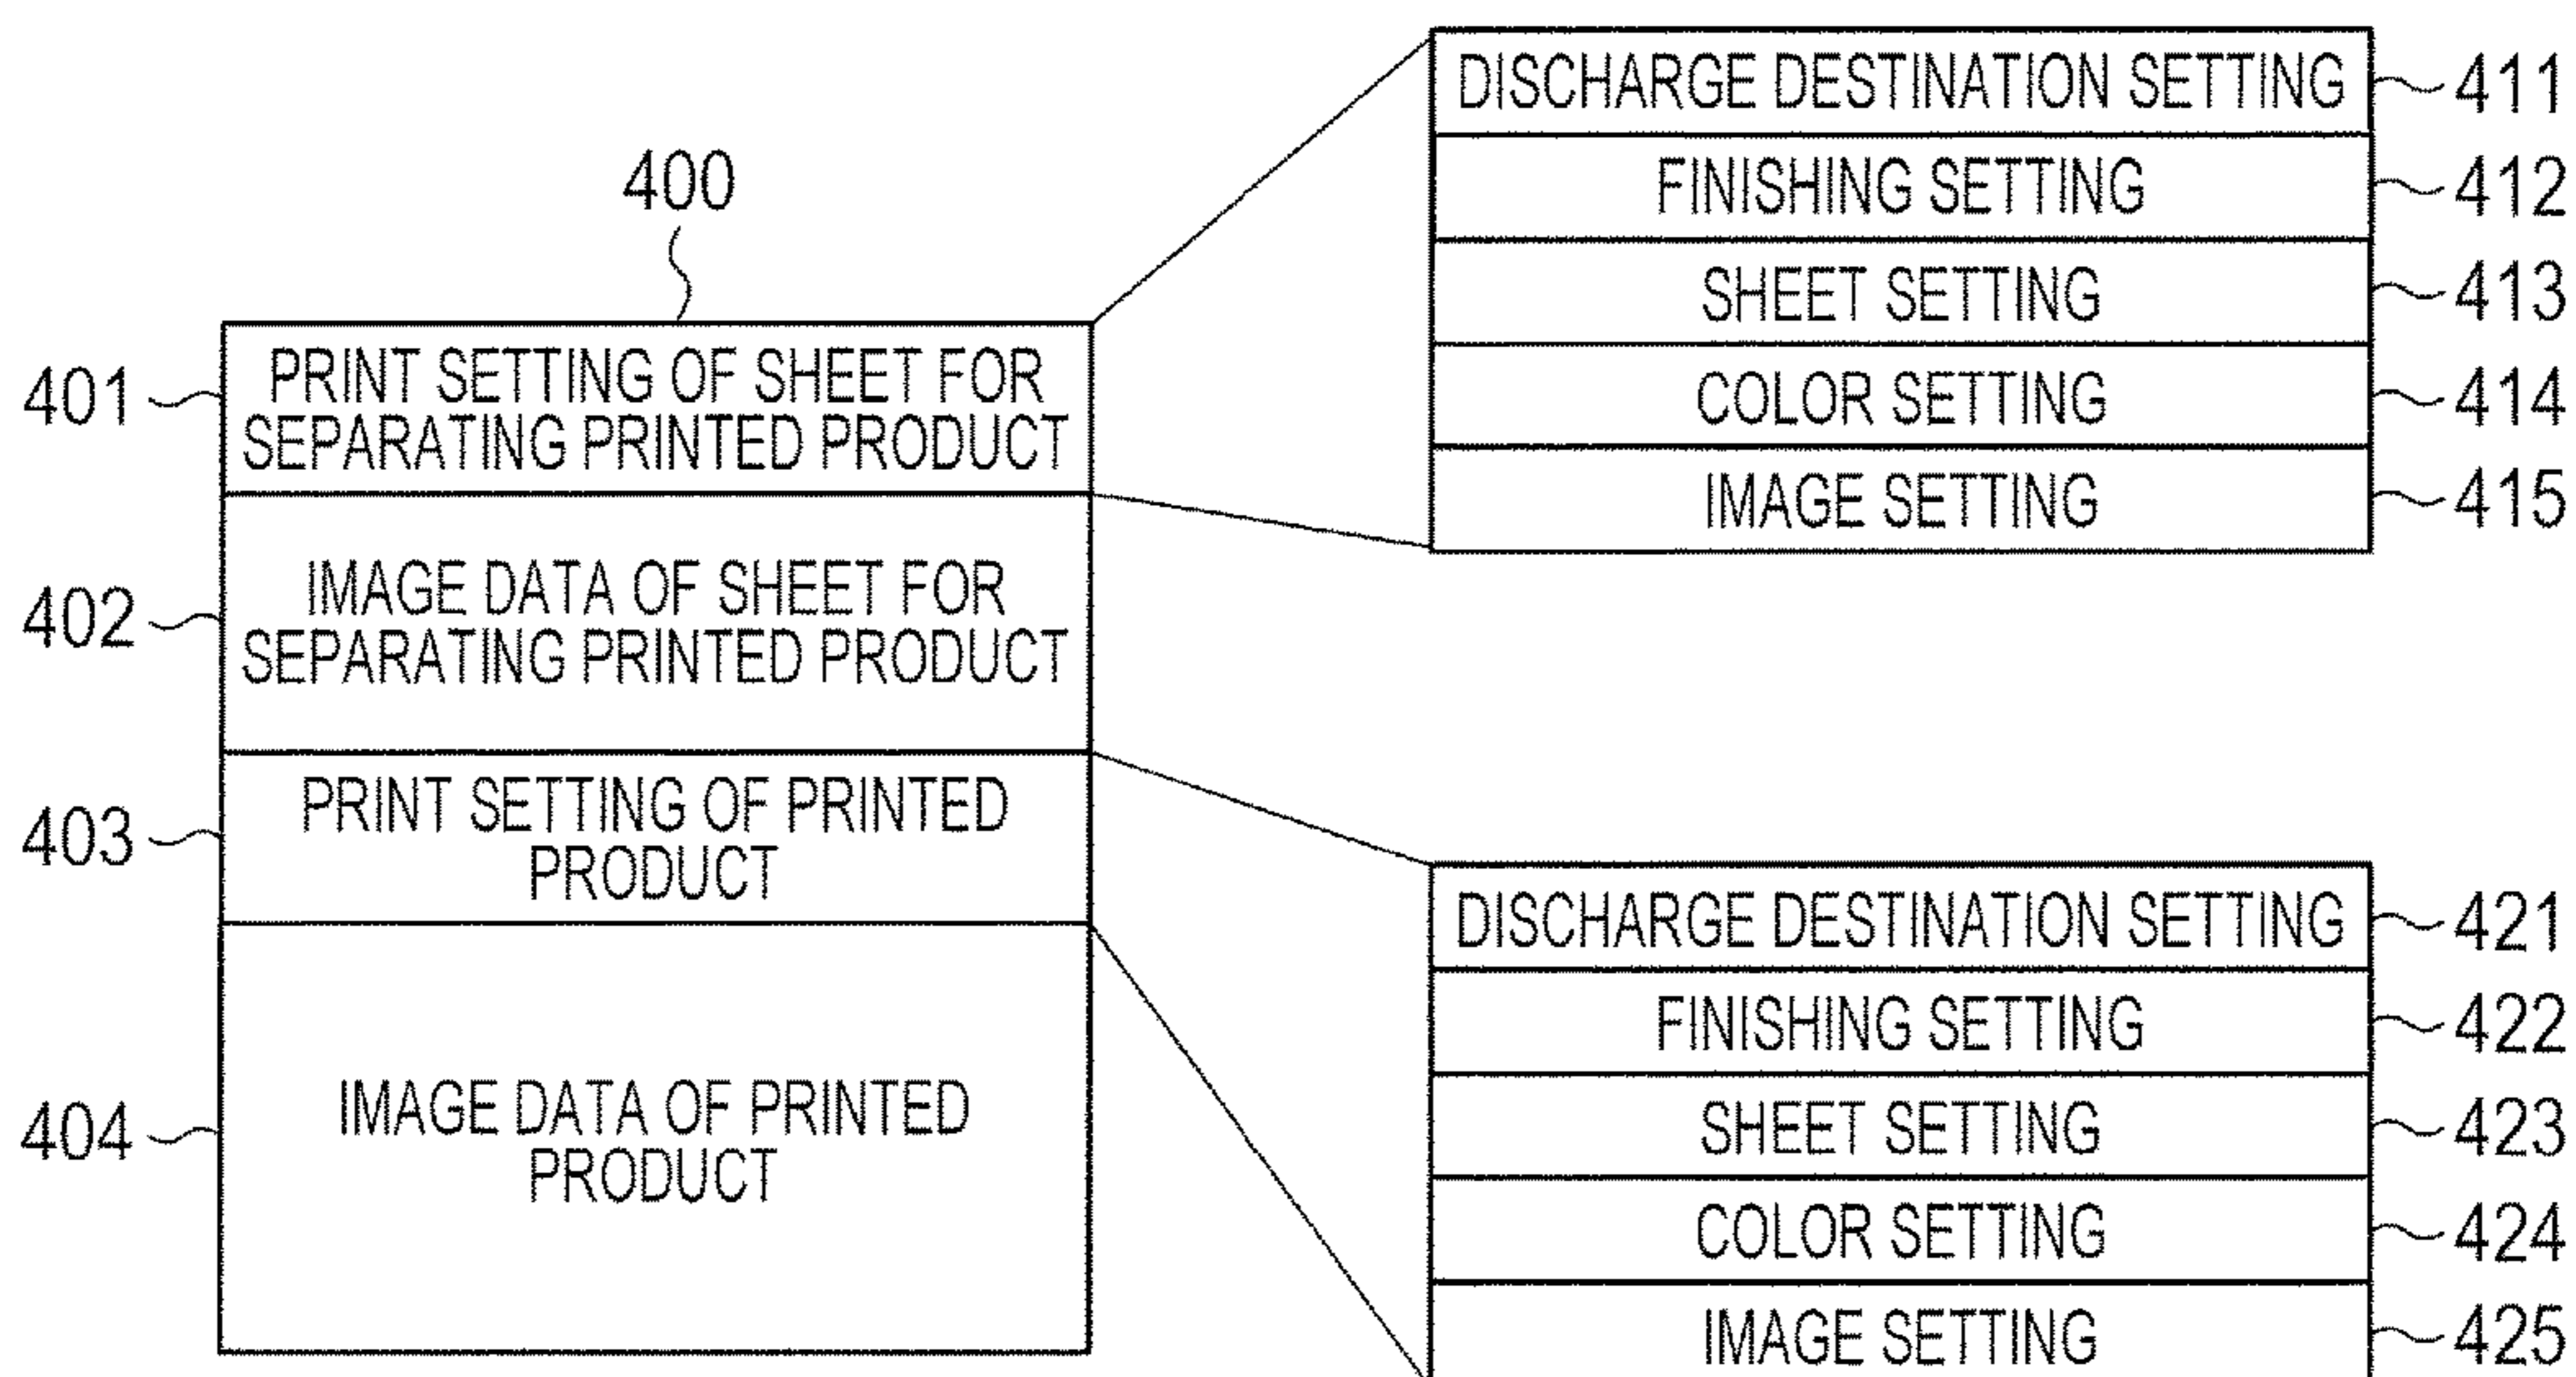 400
401
PRINT SETTING OF SHEET FOR
SEPARATING PRINTED PRODUCT
402
IMAGE DATA OF SHEET FOR
SEPARATING PRINTED PRODUCT
403
PRINT SETTING OF PRINTED
PRODUCT
404
IMAGE DATA OF PRINTED
PRODUCT
DISCHARGE DESTINATION SETTING 411
FINISHING SETTING 412
SHEET SETTING 413
COLOR SETTING 414
IMAGE SETTING 415
DISCHARGE DESTINATION SETTING 421
FINISHING SETTING 422
SHEET SETTING 423
COLOR SETTING 424
IMAGE SETTING 425